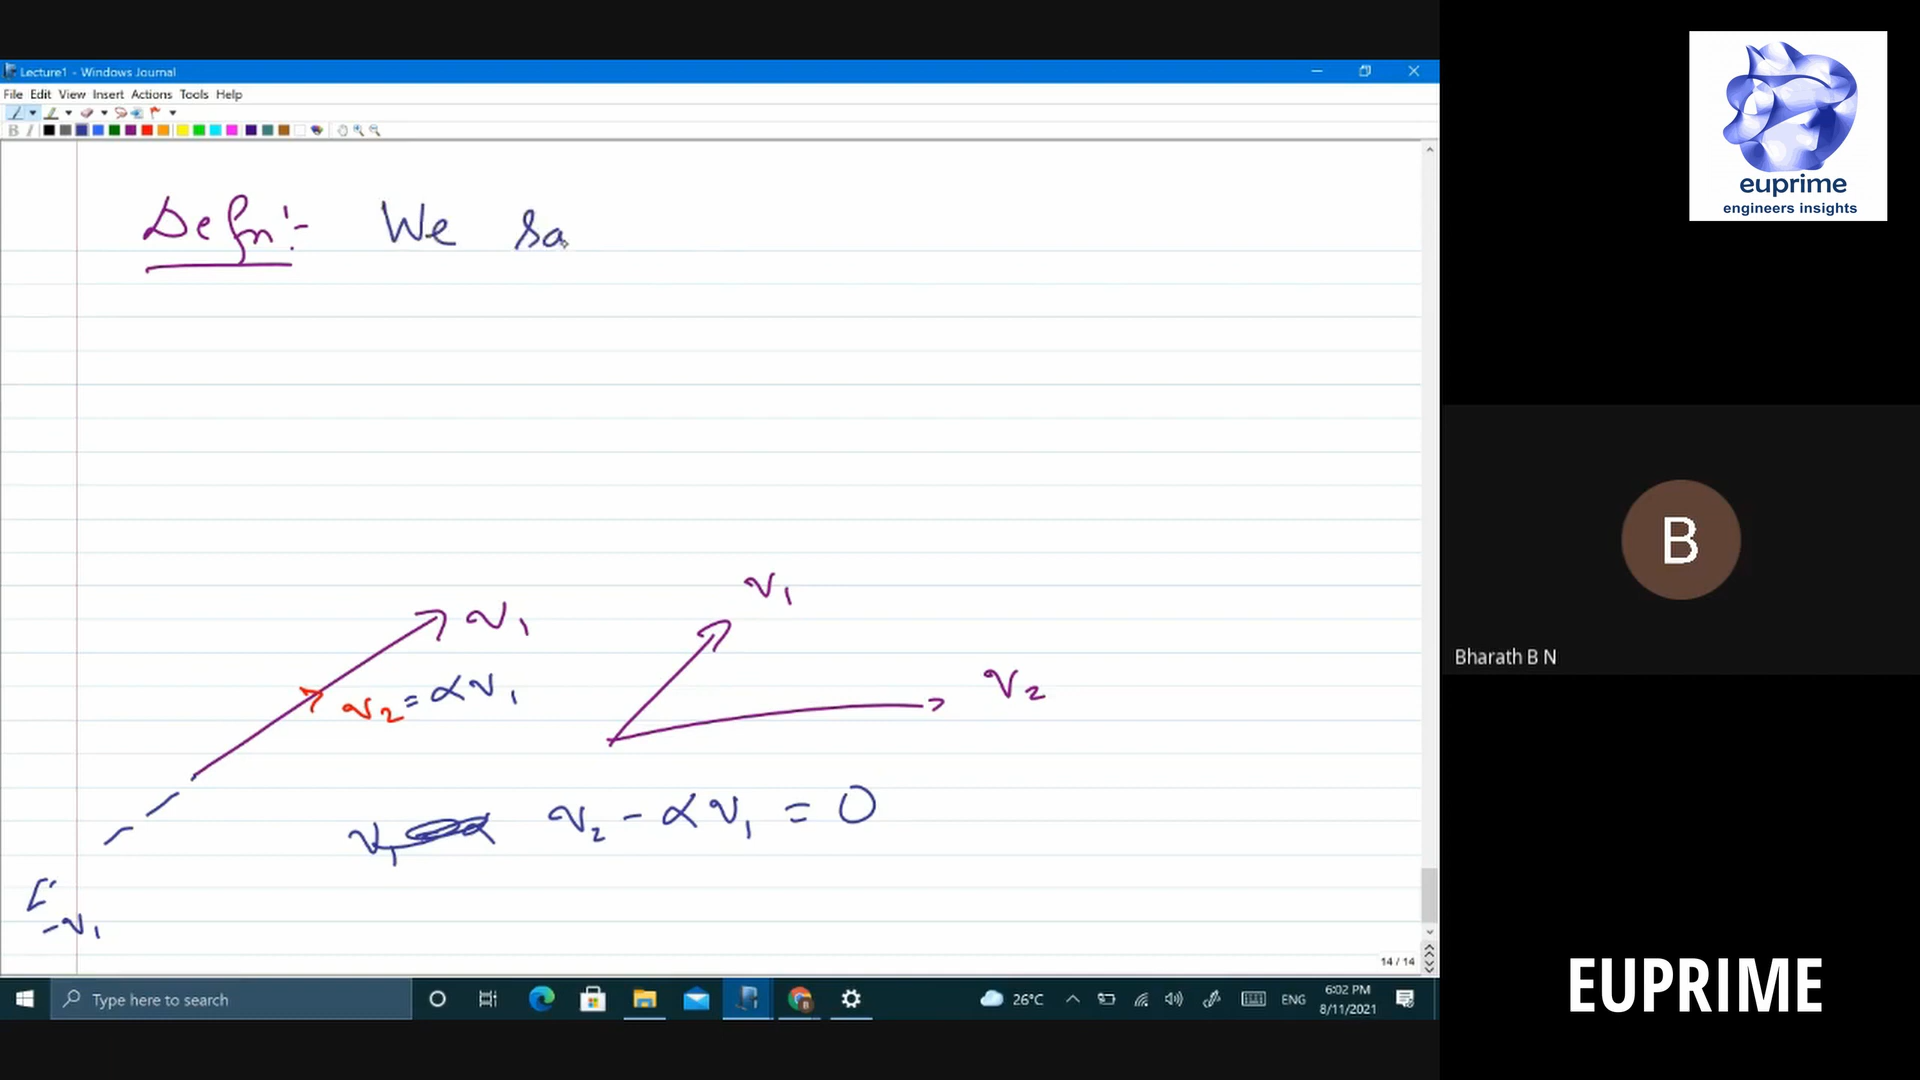 Lecture1 - Windows Journal
File Edit View Insert Actions Tools Help
B I
Defn:- We sa
v1
v1
v2 = αv1
v2
v1
v2 - αv1 = 0
-v1
14 / 14
Type here to search
26°C
ENG
6:02 PM
8/11/2021
euprime
engineers insights
B
Bharath B N
EUPRIME